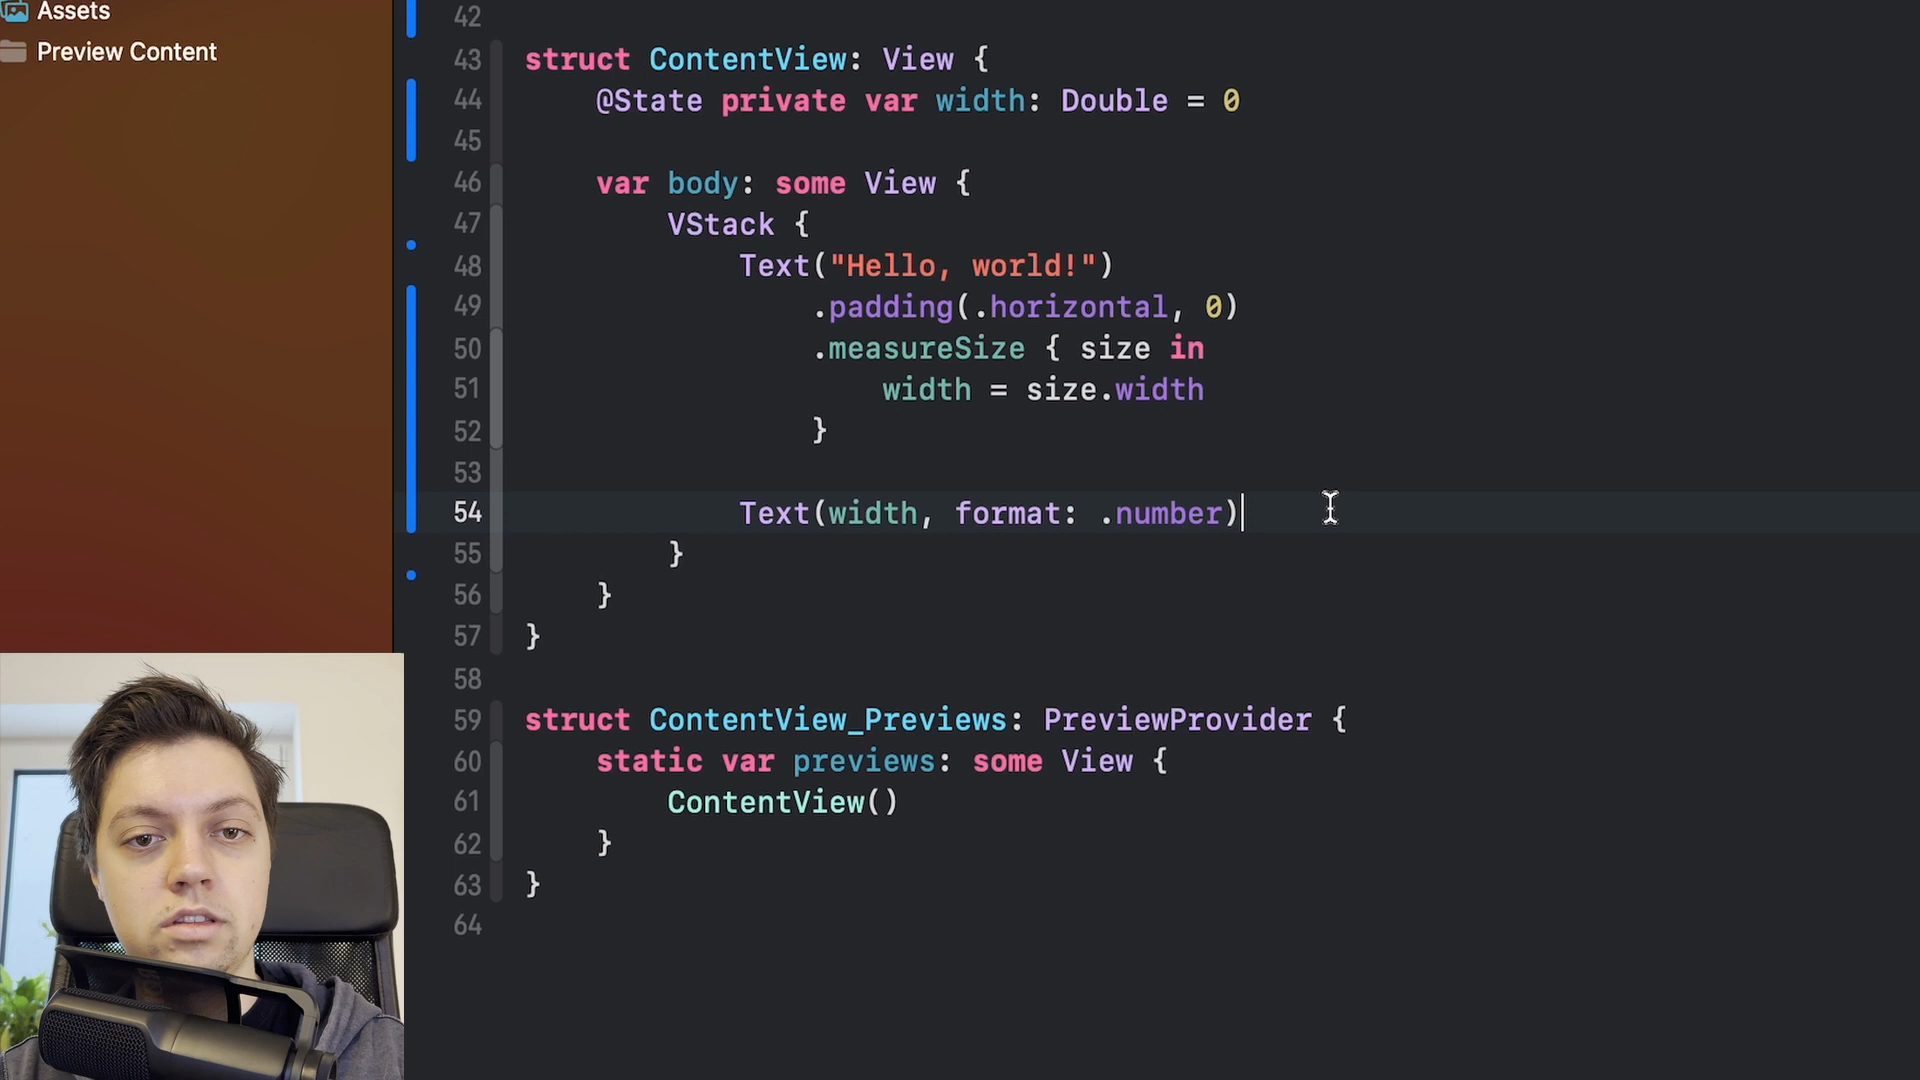 Assets
Preview Content
42
43 struct ContentView: View {
44 @State private var width: Double = 0
45
46 var body: some View {
47 VStack {
48 Text("Hello, world!")
49 .padding(.horizontal, 0)
50 .measureSize { size in
51 width = size.width
52 }
53
54 Text(width, format: .number)
55 }
56 }
57 }
58
59 struct ContentView_Previews: PreviewProvider {
60 static var previews: some View {
61 ContentView()
62 }
63 }
64